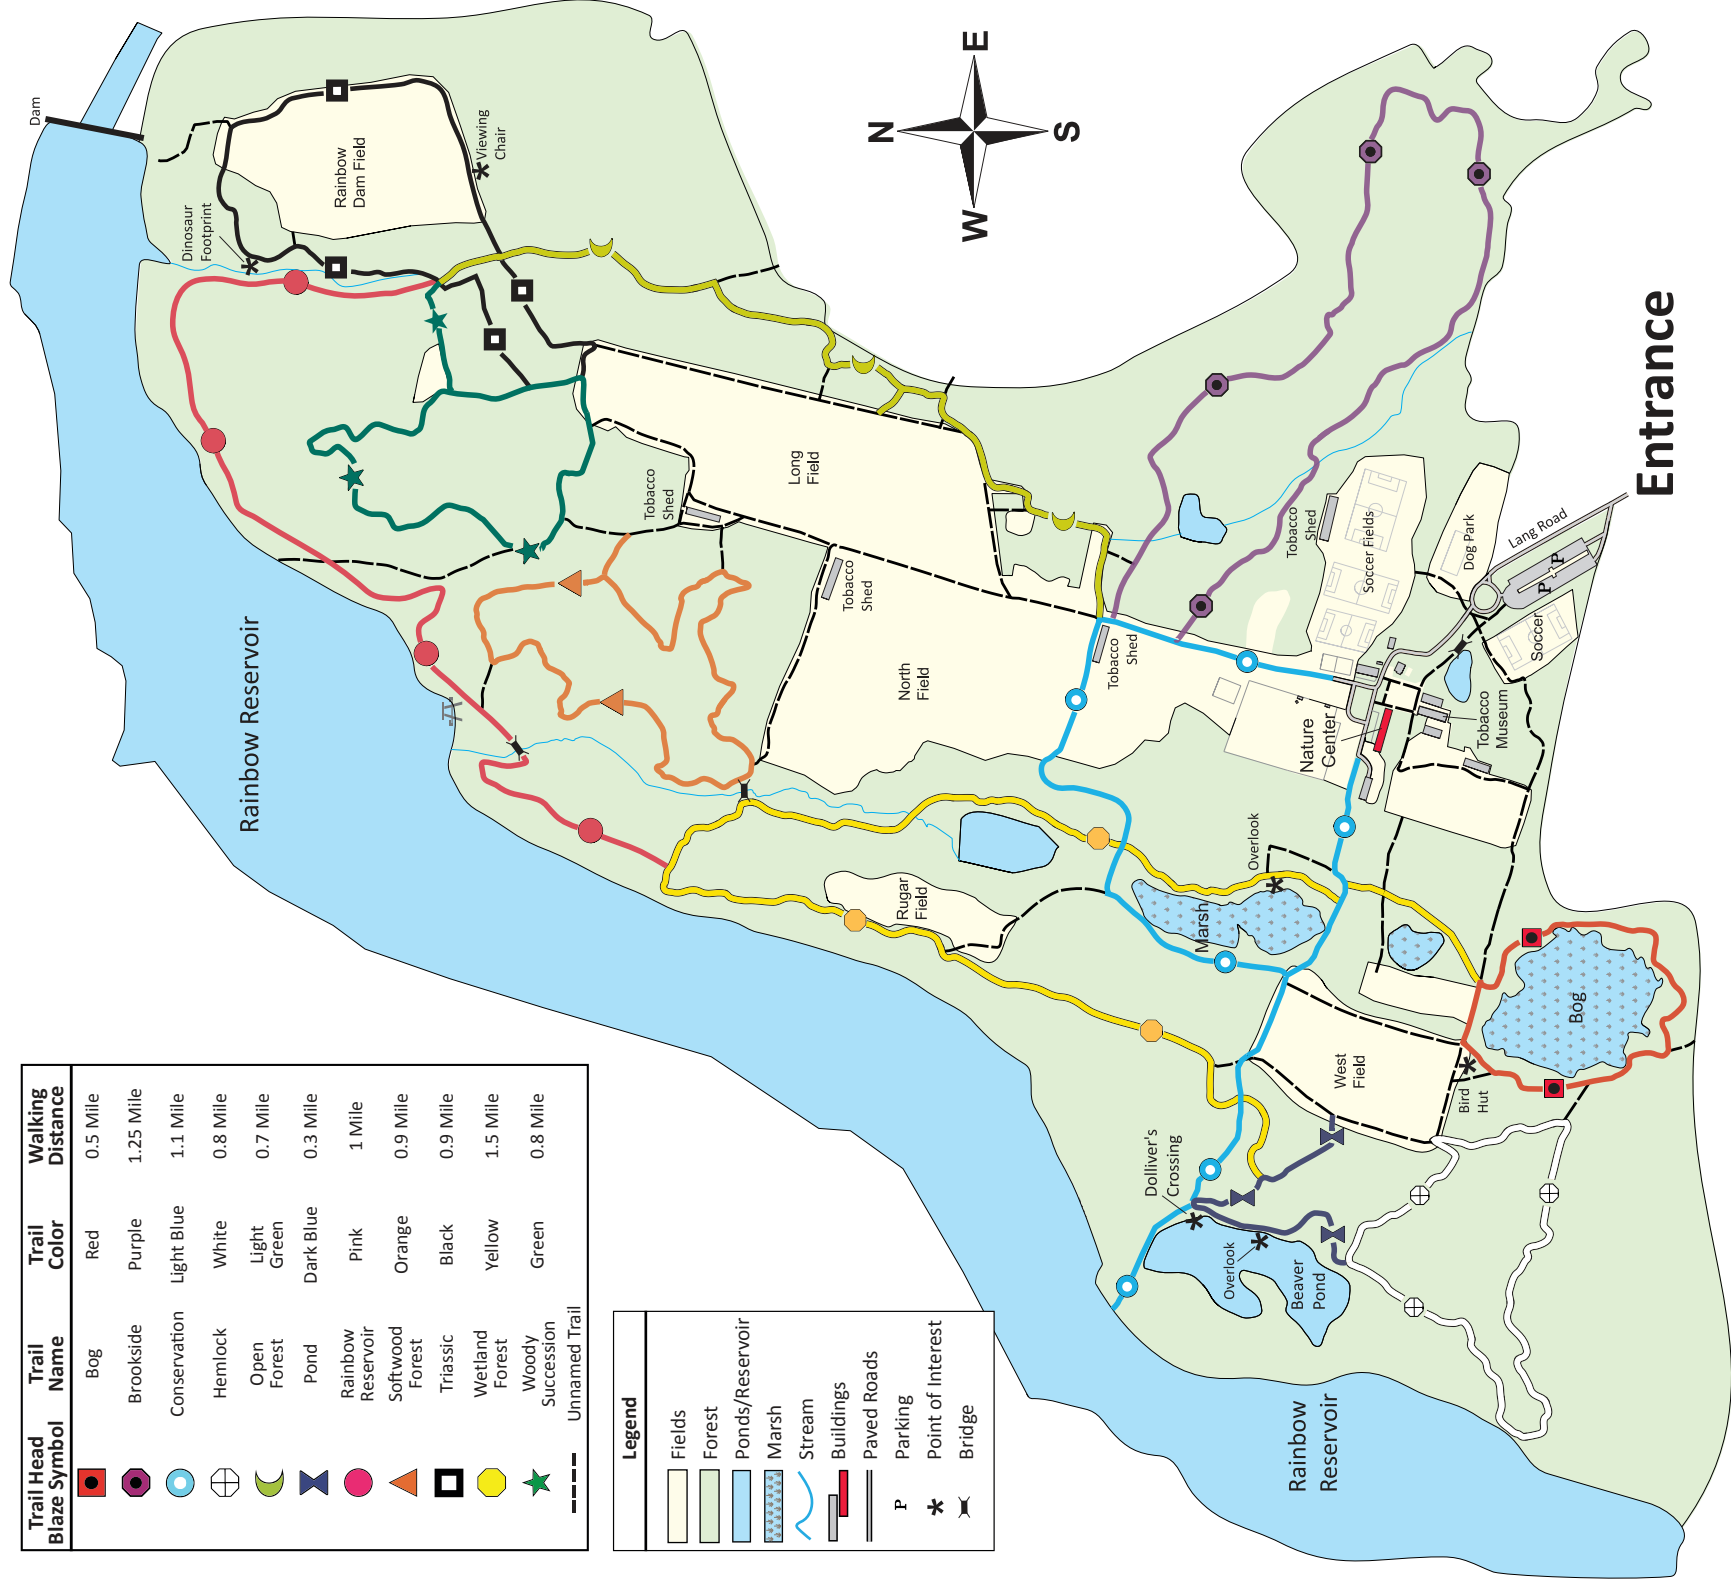 Trail Head
Blaze Symbol
Trail
Name
Trail
Color
Walking
Distance
Bog
Red
0.5 Mile
Brookside
Purple
1.25 Mile
Conservation
Light Blue
1.1 Mile
Hemlock
White
0.8 Mile
Open
Forest
Light
Green
0.7 Mile
Pond
Dark Blue
0.3 Mile
Rainbow
Reservoir
Pink
1 Mile
Softwood
Forest
Orange
0.9 Mile
Triassic
Black
0.9 Mile
Wetland
Forest
Yellow
1.5 Mile
Woody
Succession
Green
0.8 Mile
Unnamed Trail
Legend
Fields
Forest
Ponds/Reservoir
Marsh
Stream
Buildings
Paved Roads
P
Parking
Point of Interest
Bridge
Dam
Dinosaur
Footprint
Rainbow
Dam Field
Viewing
Chair
N
E
S
W
Rainbow Reservoir
Tobacco
Shed
Long
Field
Tobacco
Shed
North
Field
Tobacco
Shed
Tobacco
Shed
Soccer Fields
Dog Park
Lang Road
Entrance
P
P
Soccer
Tobacco
Museum
Nature
Center
Overlook
Rugar
Field
Marsh
Bog
West
Field
Bird
Hut
Dolliver's
Crossing
Overlook
Beaver
Pond
Rainbow
Reservoir